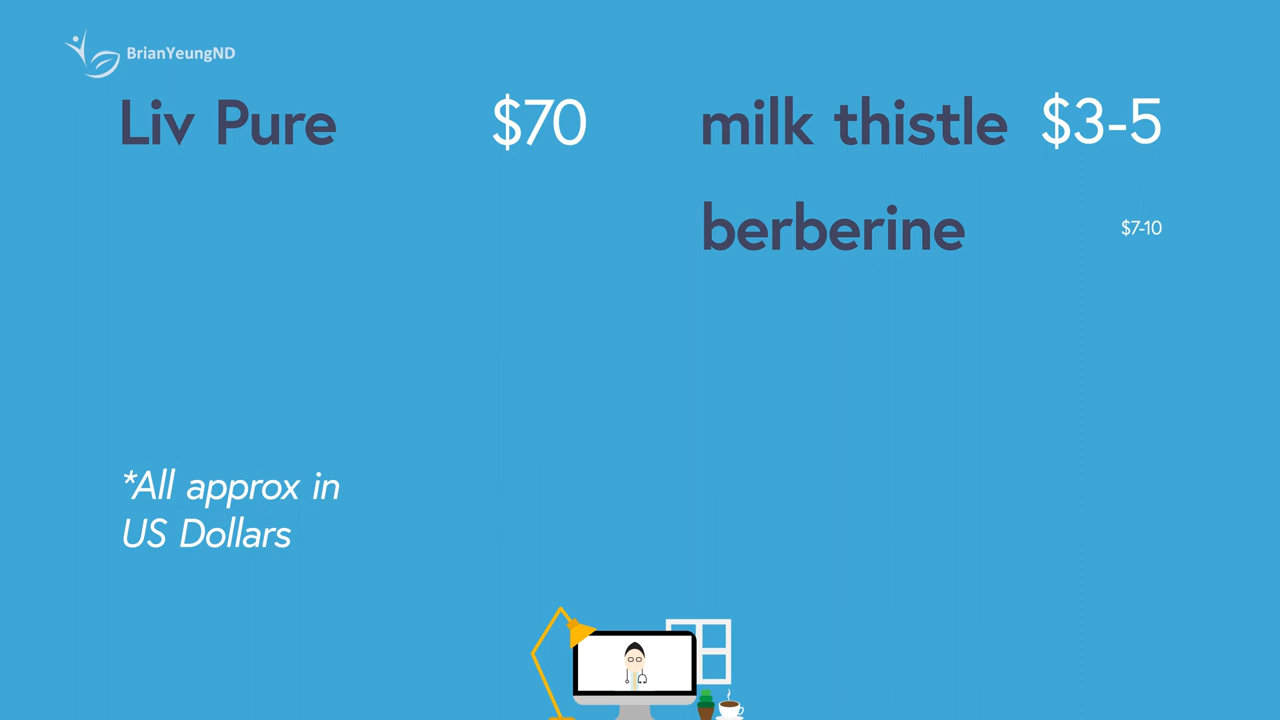 BrianYeungND
Liv Pure $70
milk thistle $3-5
berberine $7-10
*All approx in
US Dollars